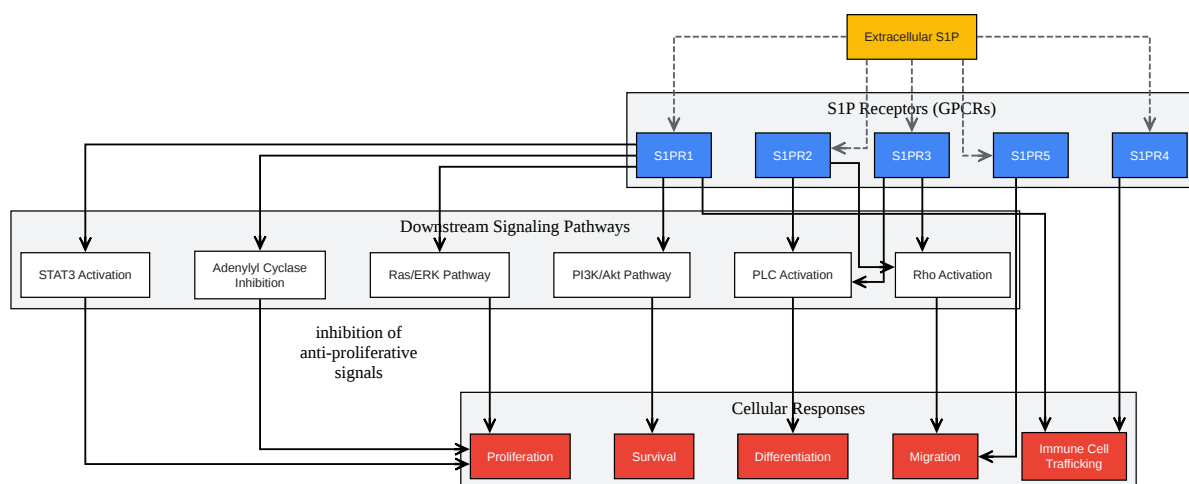 Extracellular S1P
S1P Receptors (GPCRs)
S1PR1
S1PR2
S1PR3
S1PR5
S1PR4
Downstream Signaling Pathways
STAT3 Activation
Adenylyl Cyclase
Inhibition
Ras/ERK Pathway
PI3K/Akt Pathway
PLC Activation
Rho Activation
inhibition of
anti-proliferative
signals
Cellular Responses
Proliferation
Survival
Differentiation
Migration
Immune Cell
Trafficking